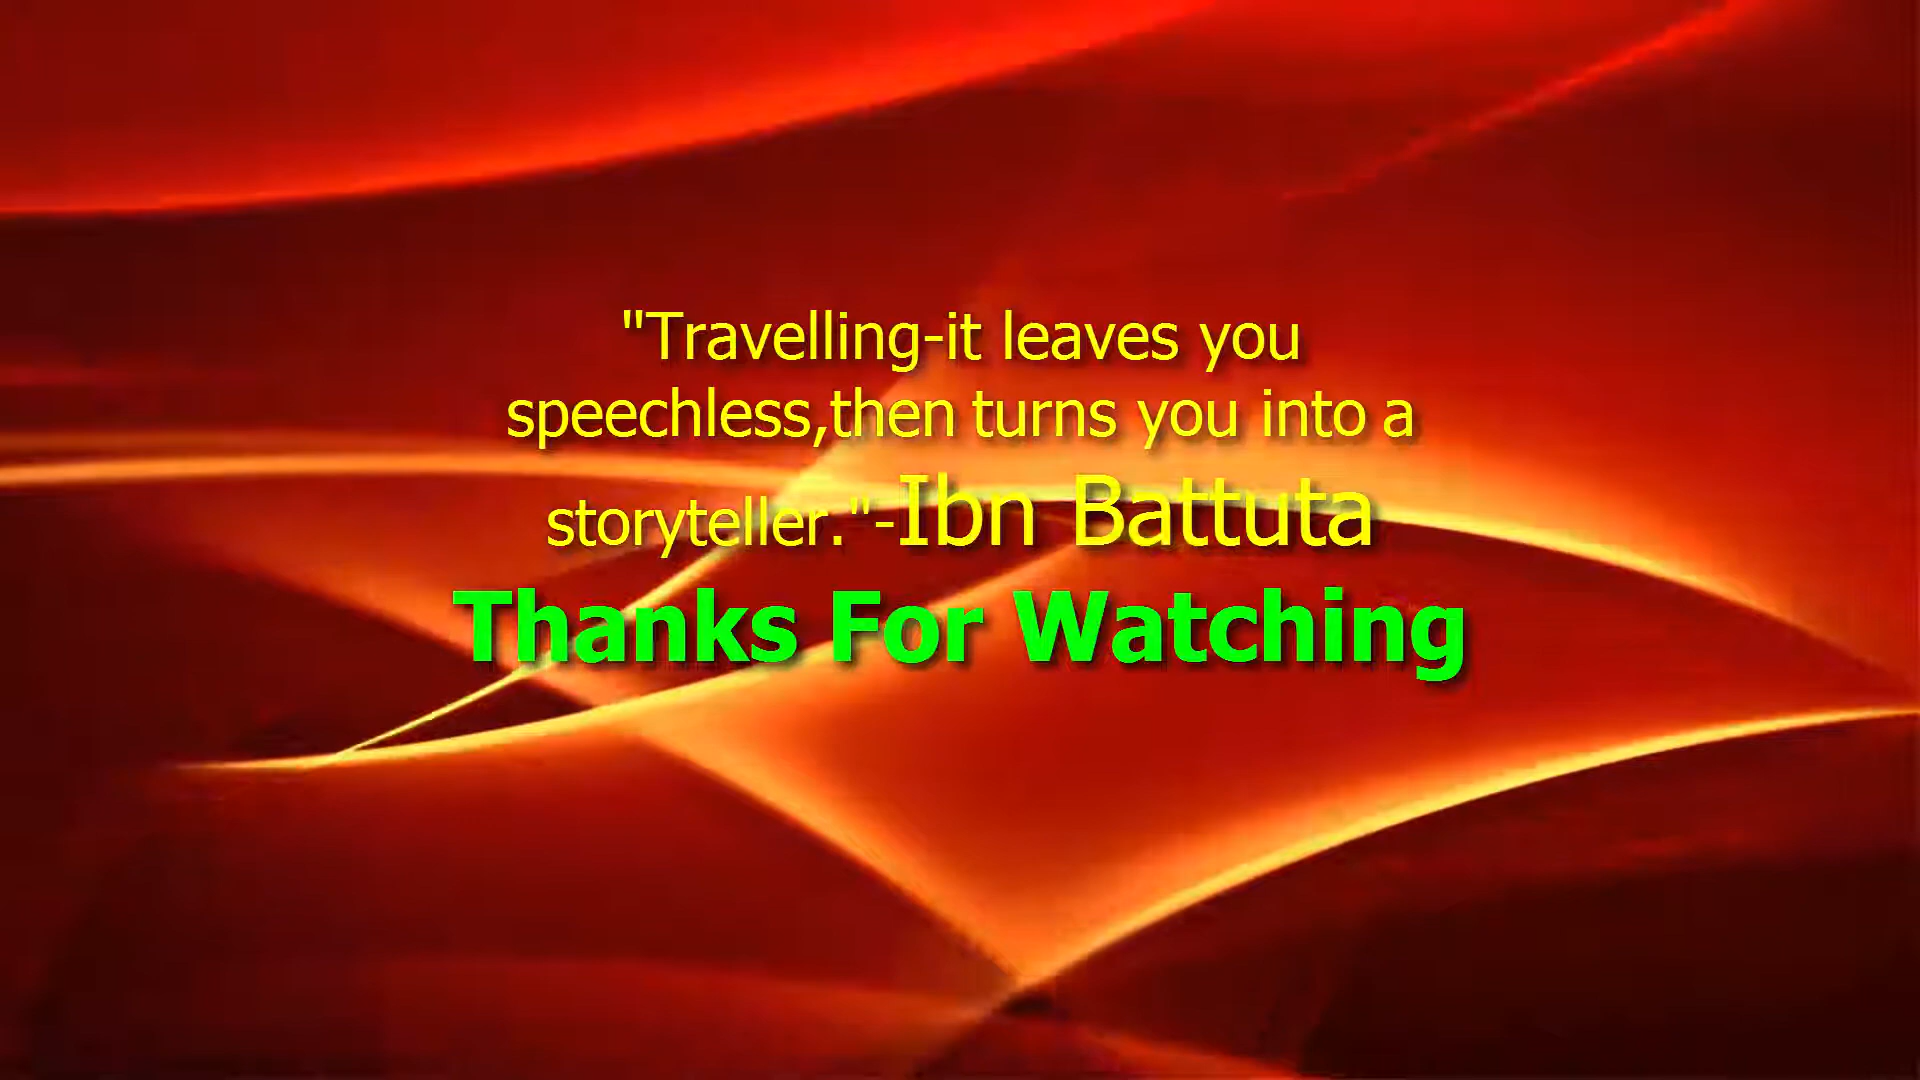 "Travelling-it leaves you
speechless,then turns you into a
storyteller."-Ibn Battuta
Thanks For Watching